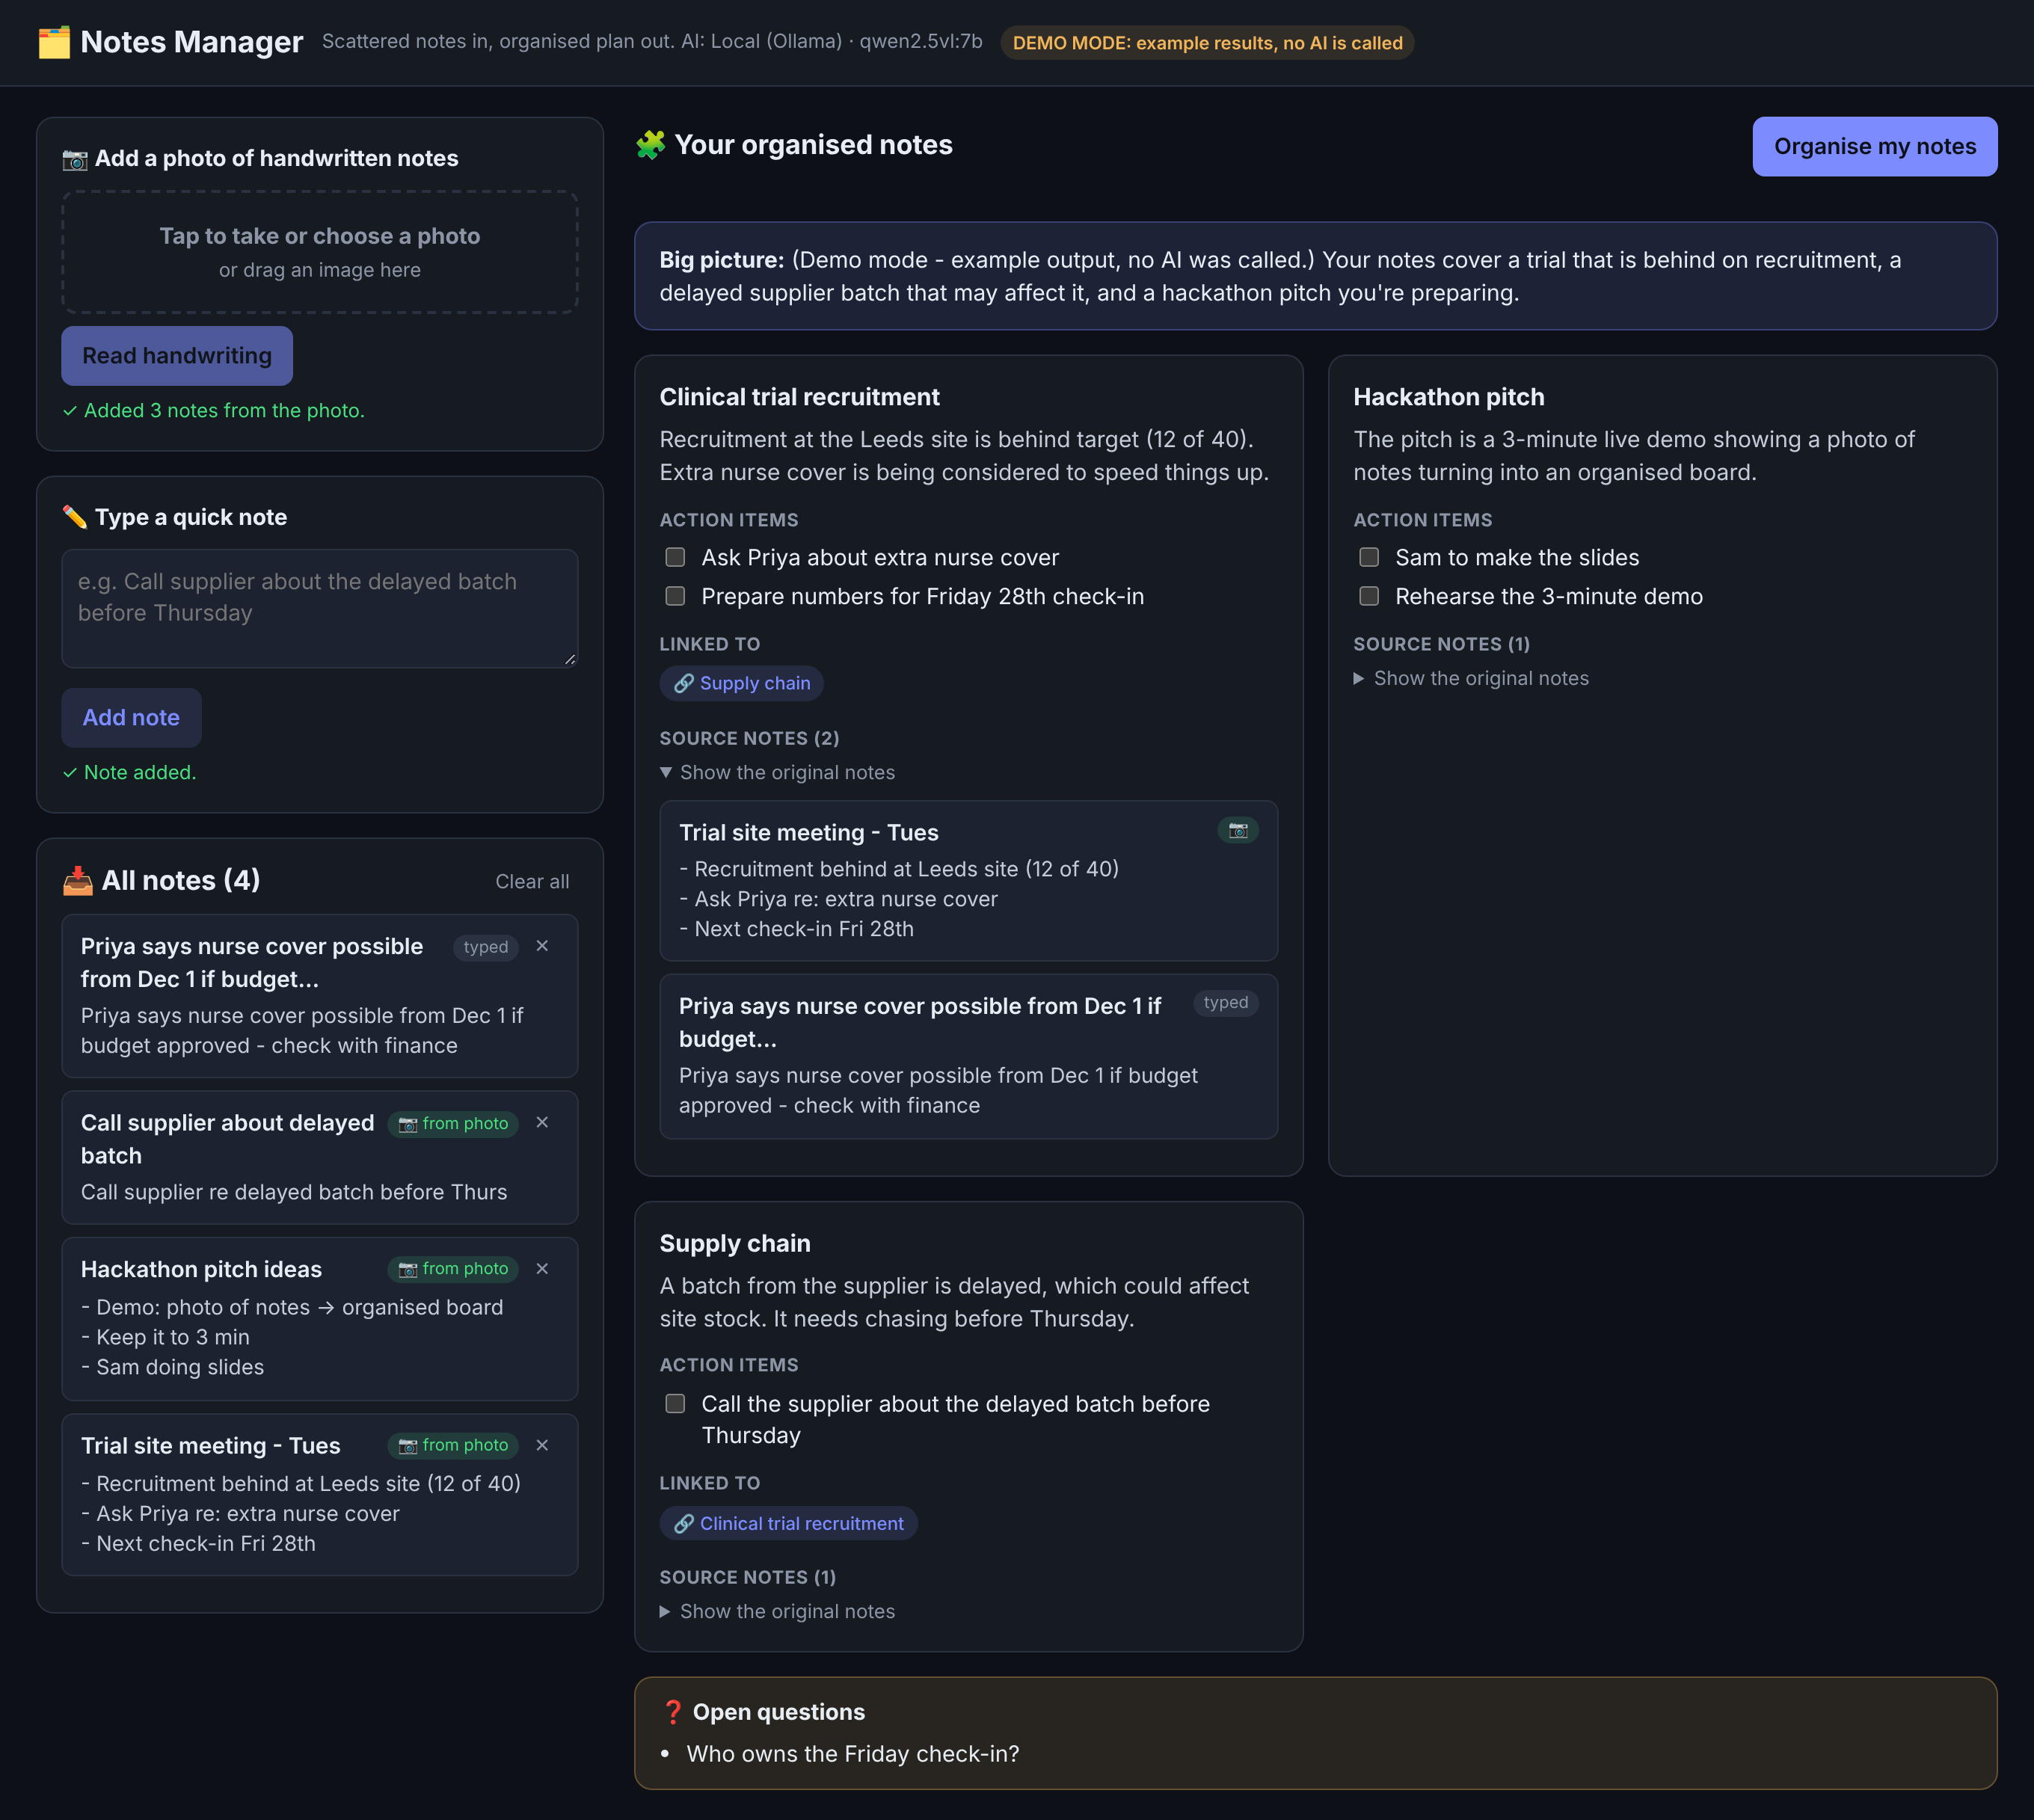 Notes Manager Scattered notes in, organised plan out. AI: Local (Ollama) · qwen2.5vl:7b DEMO MODE: example results, no AI is called
Add a photo of handwritten notes
Tap to take or choose a photo
or drag an image here
Read handwriting
✓ Added 3 notes from the photo.
Type a quick note
e.g. Call supplier about the delayed batch
before Thursday
Add note
✓ Note added.
All notes (4) Clear all
Priya says nurse cover possible typed ×
from Dec 1 if budget...
Priya says nurse cover possible from Dec 1 if
budget approved - check with finance
Call supplier about delayed from photo ×
batch
Call supplier re delayed batch before Thurs
Hackathon pitch ideas from photo ×
- Demo: photo of notes → organised board
- Keep it to 3 min
- Sam doing slides
Trial site meeting - Tues from photo ×
- Recruitment behind at Leeds site (12 of 40)
- Ask Priya re: extra nurse cover
- Next check-in Fri 28th
Your organised notes Organise my notes
Big picture: (Demo mode - example output, no AI was called.) Your notes cover a trial that is behind on recruitment, a
delayed supplier batch that may affect it, and a hackathon pitch you're preparing.
Clinical trial recruitment
Recruitment at the Leeds site is behind target (12 of 40).
Extra nurse cover is being considered to speed things up.
ACTION ITEMS
Ask Priya about extra nurse cover
Prepare numbers for Friday 28th check-in
LINKED TO
Supply chain
SOURCE NOTES (2)
▼ Show the original notes
Trial site meeting - Tues
- Recruitment behind at Leeds site (12 of 40)
- Ask Priya re: extra nurse cover
- Next check-in Fri 28th
Priya says nurse cover possible from Dec 1 if typed
budget...
Priya says nurse cover possible from Dec 1 if budget
approved - check with finance
Hackathon pitch
The pitch is a 3-minute live demo showing a photo of
notes turning into an organised board.
ACTION ITEMS
Sam to make the slides
Rehearse the 3-minute demo
SOURCE NOTES (1)
▶ Show the original notes
Supply chain
A batch from the supplier is delayed, which could affect
site stock. It needs chasing before Thursday.
ACTION ITEMS
Call the supplier about the delayed batch before
Thursday
LINKED TO
Clinical trial recruitment
SOURCE NOTES (1)
▶ Show the original notes
❓ Open questions
• Who owns the Friday check-in?